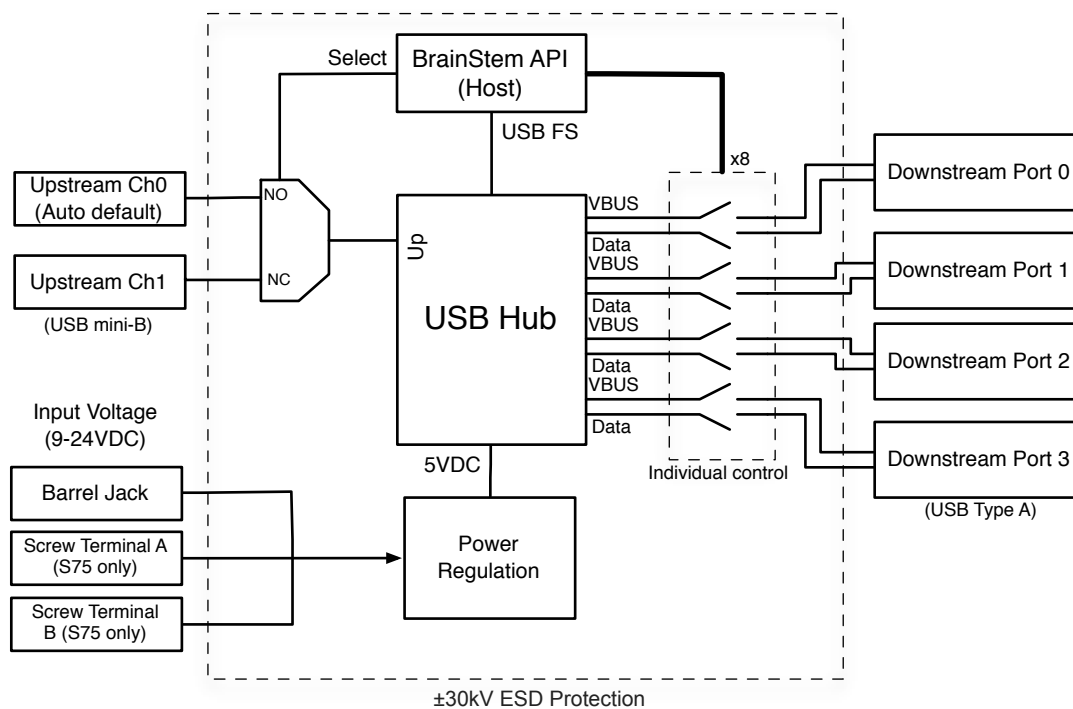 Select
BrainStem API
(Host)
USB FS
x8
Upstream Ch0
(Auto default)
NO
Upstream Ch1
NC
(USB mini-B)
Up
USB Hub
VBUS
Data
VBUS
Data
VBUS
Data
VBUS
Data
Individual control
Downstream Port 0
Downstream Port 1
Downstream Port 2
Downstream Port 3
(USB Type A)
Input Voltage
(9-24VDC)
5VDC
Barrel Jack
Screw Terminal A
(S75 only)
Screw Terminal
B (S75 only)
Power
Regulation
±30kV ESD Protection